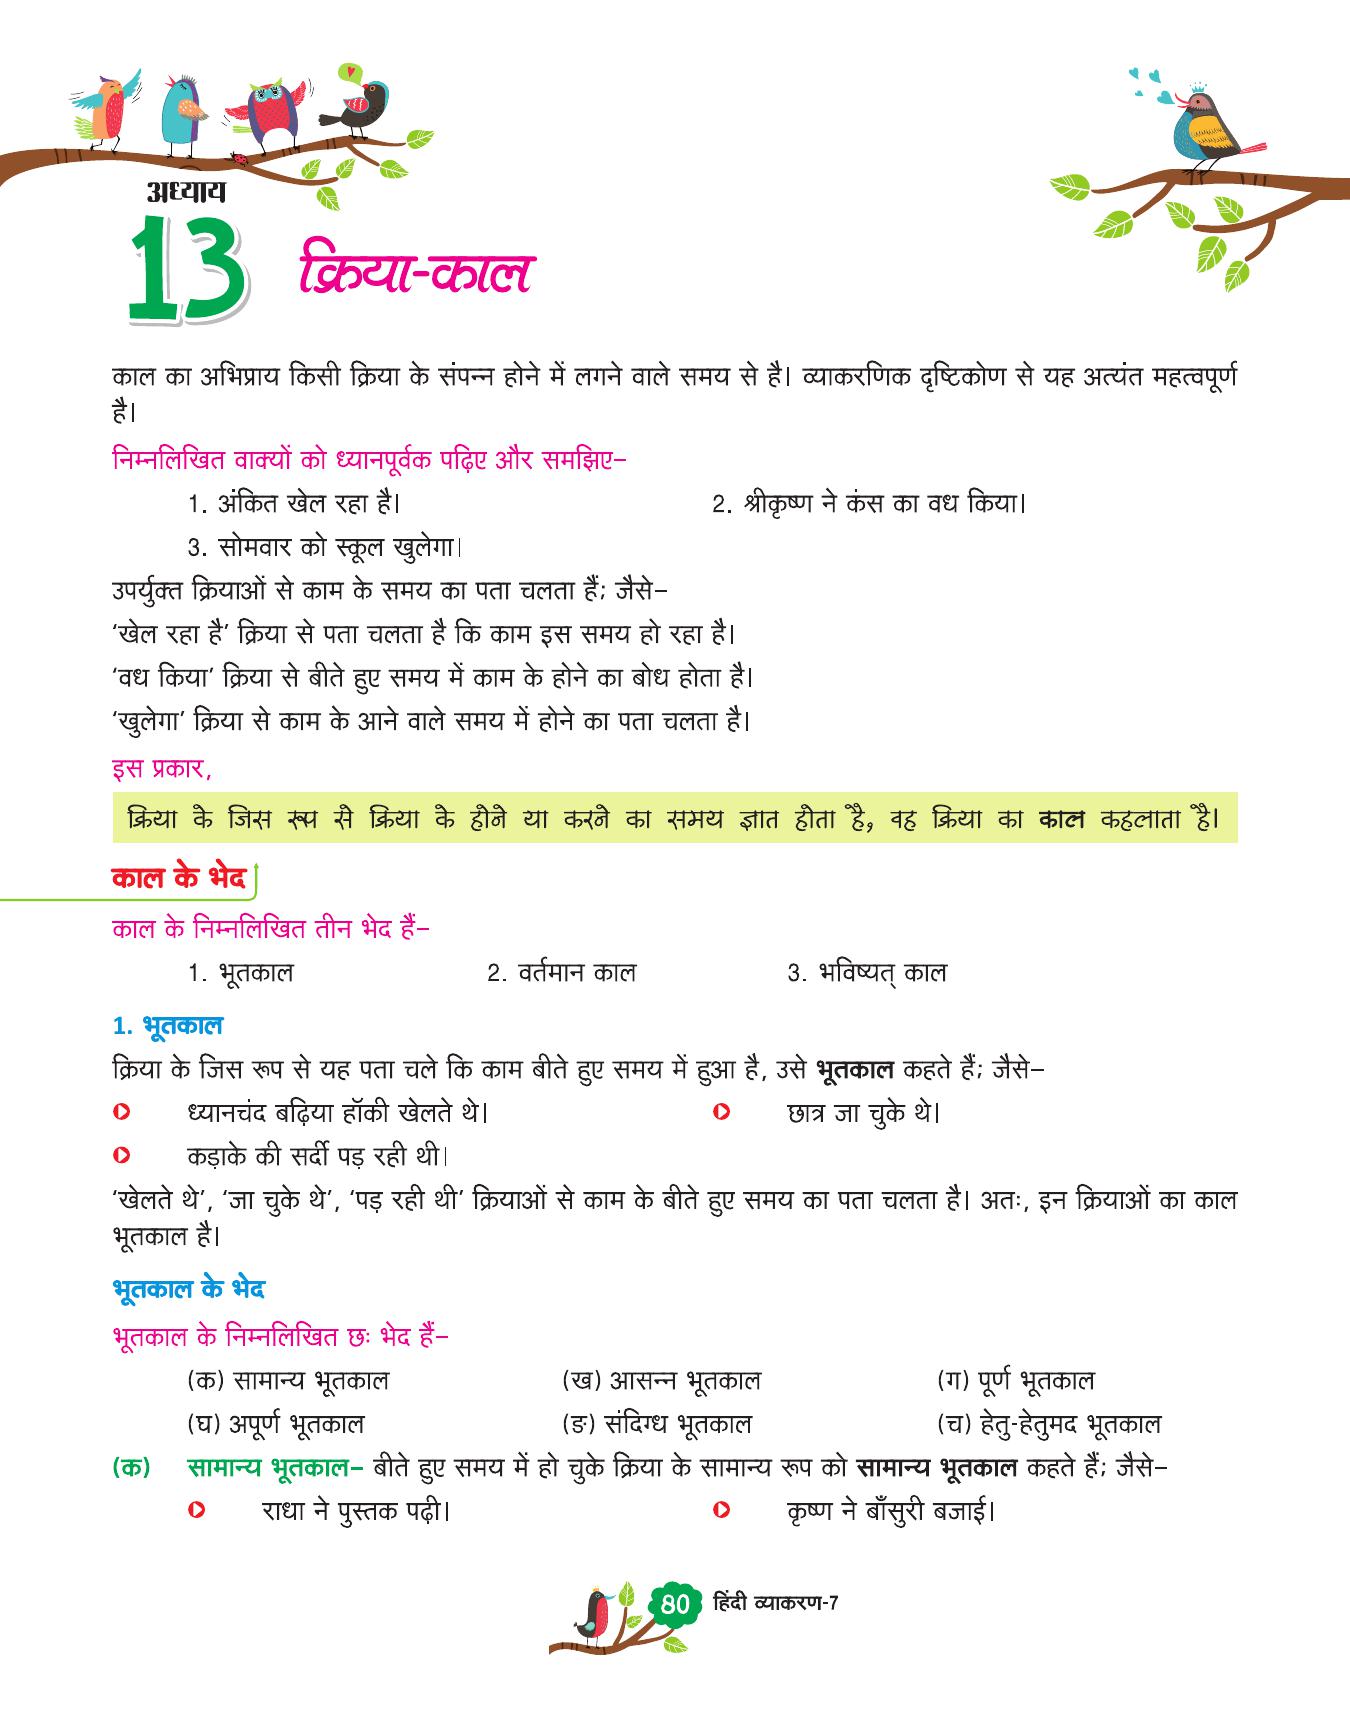 अध्याय
13
क्रिया-काल
काल का अभिप्राय किसी क्रिया के संपन्न होने में लगने वाले समय से है। व्याकरणिक दृष्टिकोण से यह अत्यंत महत्वपूर्ण
है।
निम्नलिखित वाक्यों को ध्यानपूर्वक पढ़िए और समझिए–
1. अंकित खेल रहा है। 2. श्रीकृष्ण ने कंस का वध किया।
3. सोमवार को स्कूल खुलेगा।
उपर्युक्त क्रियाओं से काम के समय का पता चलता हैं; जैसे–
‘खेल रहा है’ क्रिया से पता चलता है कि काम इस समय हो रहा है।
‘वध किया’ क्रिया से बीते हुए समय में काम के होने का बोध होता है।
‘खुलेगा’ क्रिया से काम के आने वाले समय में होने का पता चलता है।
इस प्रकार,
क्रिया के जिस रूप से क्रिया के होने या करने का समय ज्ञात होता है, वह क्रिया का काल कहलाता है।
काल के भेद
काल के निम्नलिखित तीन भेद हैं–
1. भूतकाल 2. वर्तमान काल 3. भविष्यत् काल
1. भूतकाल
क्रिया के जिस रूप से यह पता चले कि काम बीते हुए समय में हुआ है, उसे भूतकाल कहते हैं; जैसे–
ध्यानचंद बढ़िया हॉकी खेलते थे। छात्र जा चुके थे।
कड़ाके की सर्दी पड़ रही थी।
‘खेलते थे’, ‘जा चुके थे’, ‘पड़ रही थी’ क्रियाओं से काम के बीते हुए समय का पता चलता है। अतः, इन क्रियाओं का काल
भूतकाल है।
भूतकाल के भेद
भूतकाल के निम्नलिखित छः भेद हैं–
(क) सामान्य भूतकाल (ख) आसन्न भूतकाल (ग) पूर्ण भूतकाल
(घ) अपूर्ण भूतकाल (ङ) संदिग्ध भूतकाल (च) हेतु-हेतुमद भूतकाल
(क) सामान्य भूतकाल– बीते हुए समय में हो चुके क्रिया के सामान्य रूप को सामान्य भूतकाल कहते हैं; जैसे–
राधा ने पुस्तक पढ़ी। कृष्ण ने बाँसुरी बजाई।
80 हिंदी व्याकरण-7